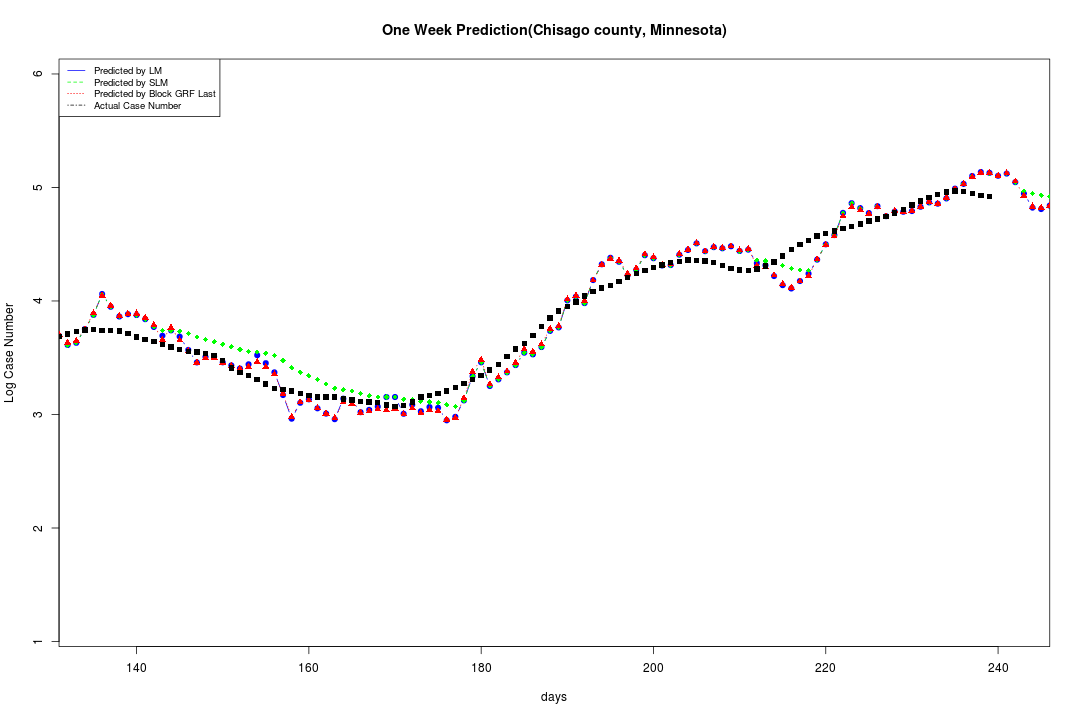 One Week Prediction(Chisago county, Minnesota)
Predicted by LM
Predicted by SLM
Predicted by Block GRF Last
Actual Case Number
6
5
4
3
2
1
Log Case Number
140 160 180 200 220 240
days